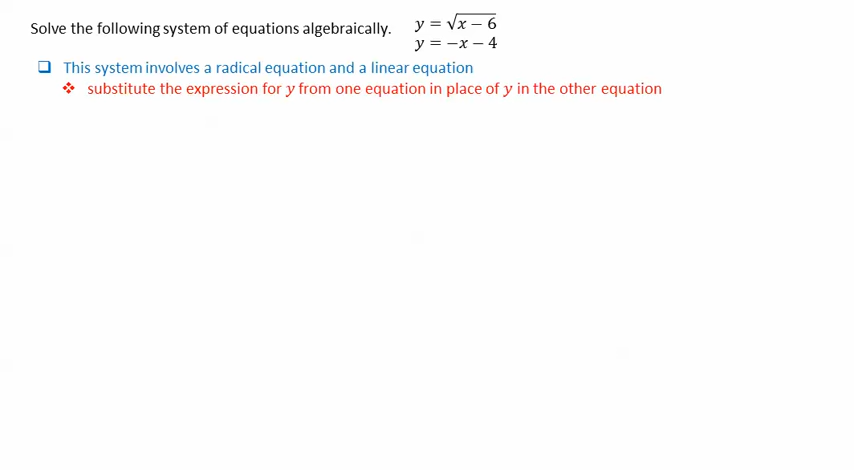 Solve the following system of equations algebraically. y = √x − 6
y = −x − 4
❑ This system involves a radical equation and a linear equation
❖ substitute the expression for y from one equation in place of y in the other equation